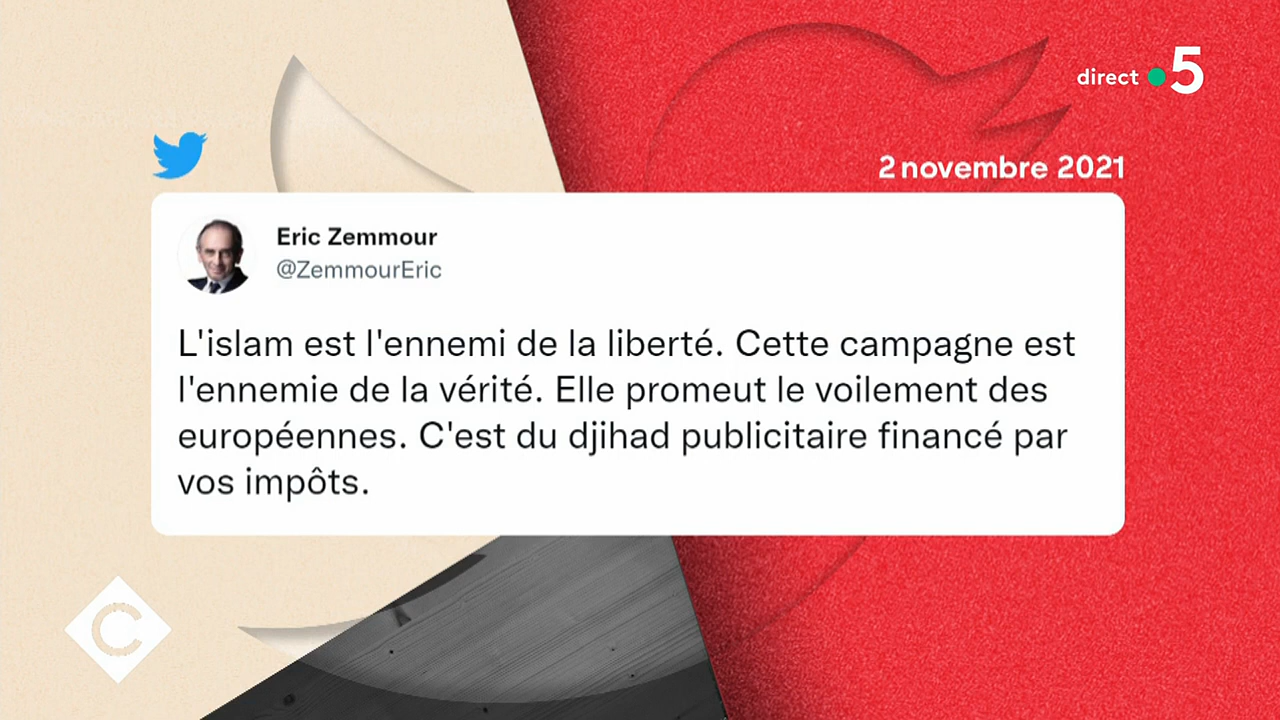 direct 5
2 novembre 2021
Eric Zemmour
@ZemmourEric
L'islam est l'ennemi de la liberté. Cette campagne est
l'ennemie de la vérité. Elle promeut le voilement des
européennes. C'est du djihad publicitaire financé par
vos impôts.
C